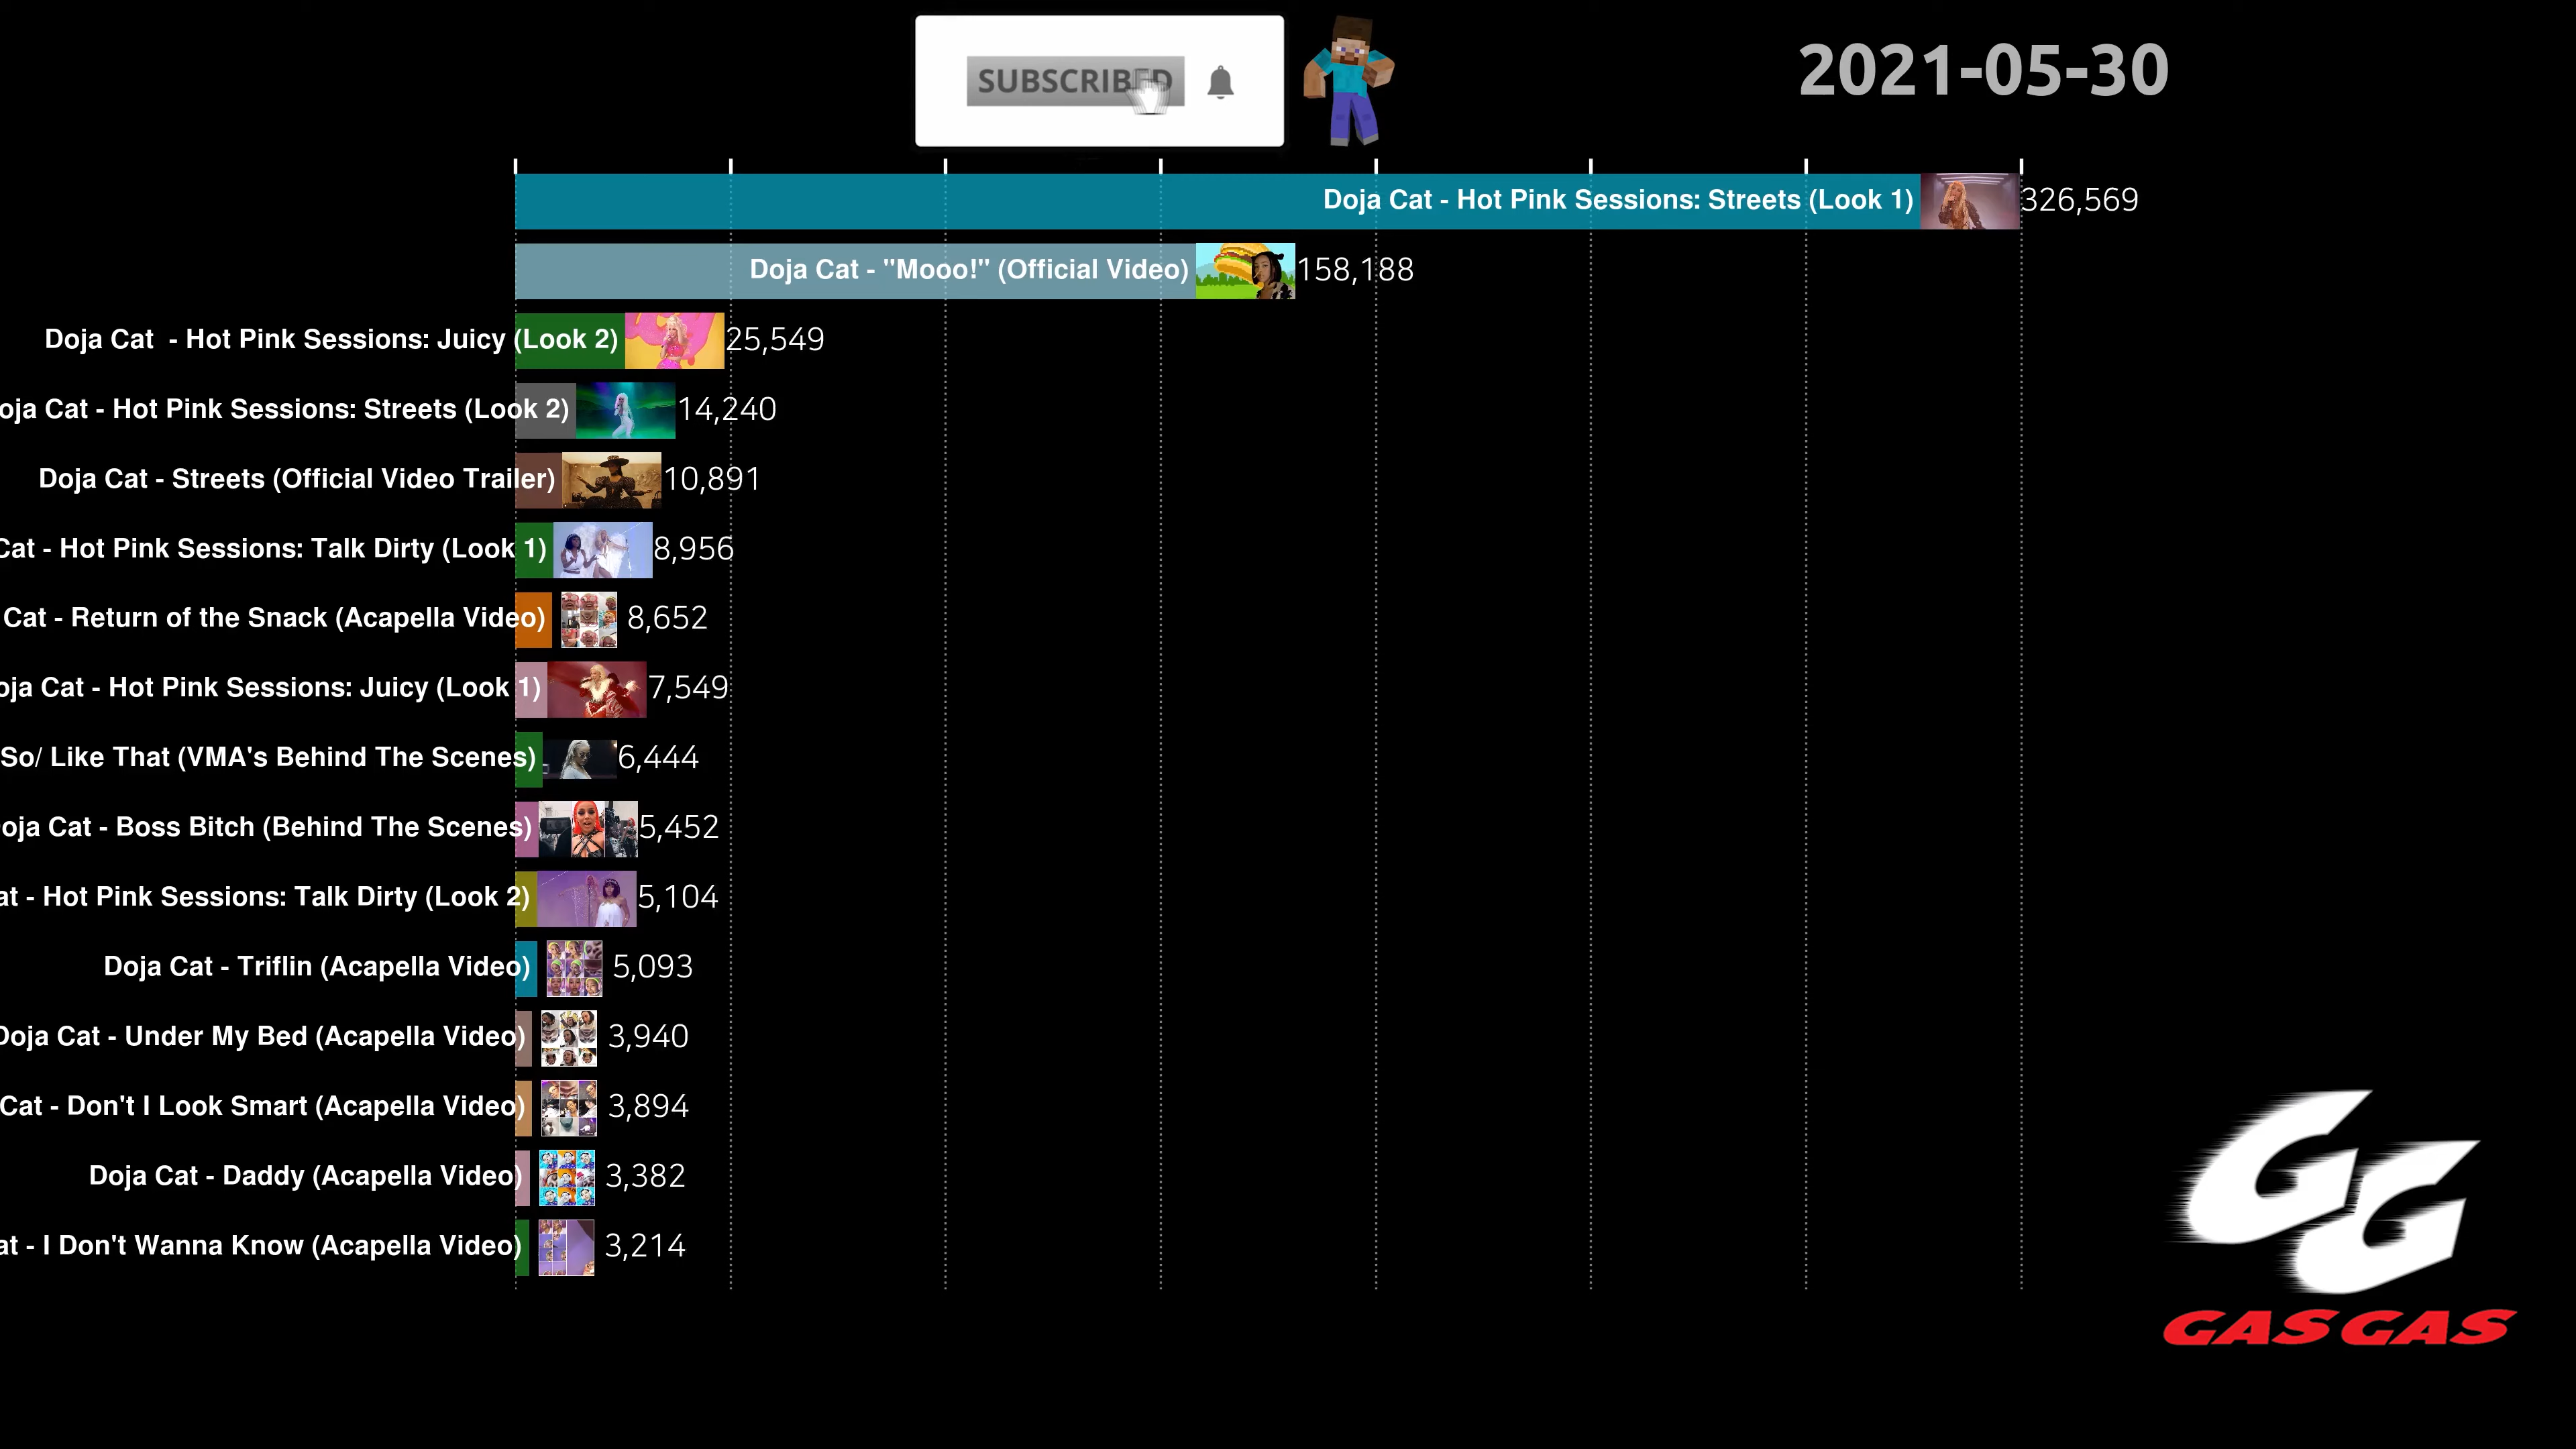 SUBSCRIBED
2021-05-30
Doja Cat - Hot Pink Sessions: Streets (Look 1) 326,569
Doja Cat - "Mooo!" (Official Video) 158,188
Doja Cat - Hot Pink Sessions: Juicy (Look 2) 25,549
oja Cat - Hot Pink Sessions: Streets (Look 2) 14,240
Doja Cat - Streets (Official Video Trailer) 10,891
Cat - Hot Pink Sessions: Talk Dirty (Look 1) 8,956
Cat - Return of the Snack (Acapella Video) 8,652
oja Cat - Hot Pink Sessions: Juicy (Look 1) 7,549
So/ Like That (VMA's Behind The Scenes) 6,444
oja Cat - Boss Bitch (Behind The Scenes) 5,452
at - Hot Pink Sessions: Talk Dirty (Look 2) 5,104
Doja Cat - Triflin (Acapella Video) 5,093
Doja Cat - Under My Bed (Acapella Video) 3,940
Cat - Don't I Look Smart (Acapella Video) 3,894
Doja Cat - Daddy (Acapella Video) 3,382
at - I Don't Wanna Know (Acapella Video) 3,214
GG
GASGAS